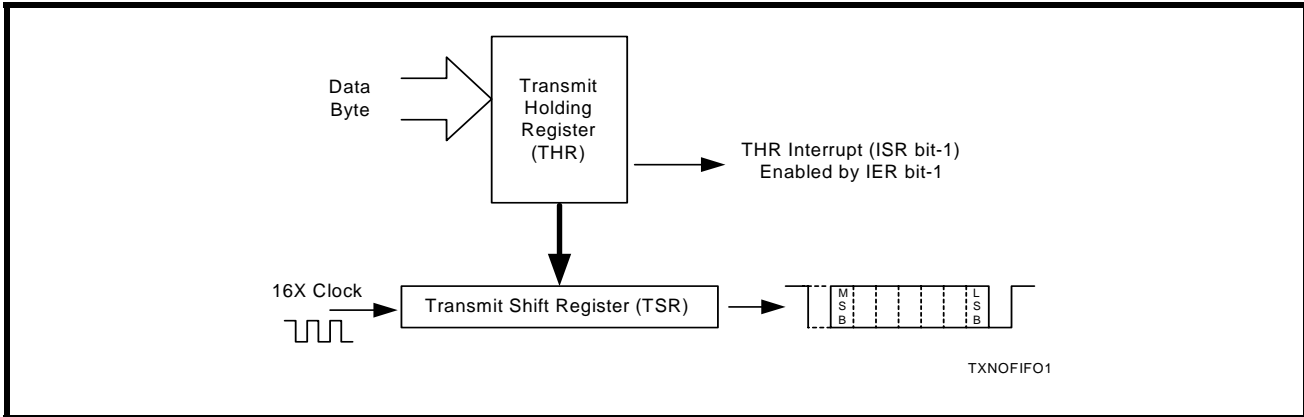 Data
Byte
Transmit
Holding
Register
(THR)
THR Interrupt (ISR bit-1)
Enabled by IER bit-1
16X Clock
Transmit Shift Register (TSR)
M
S
B
L
S
B
TXNOFIFO1